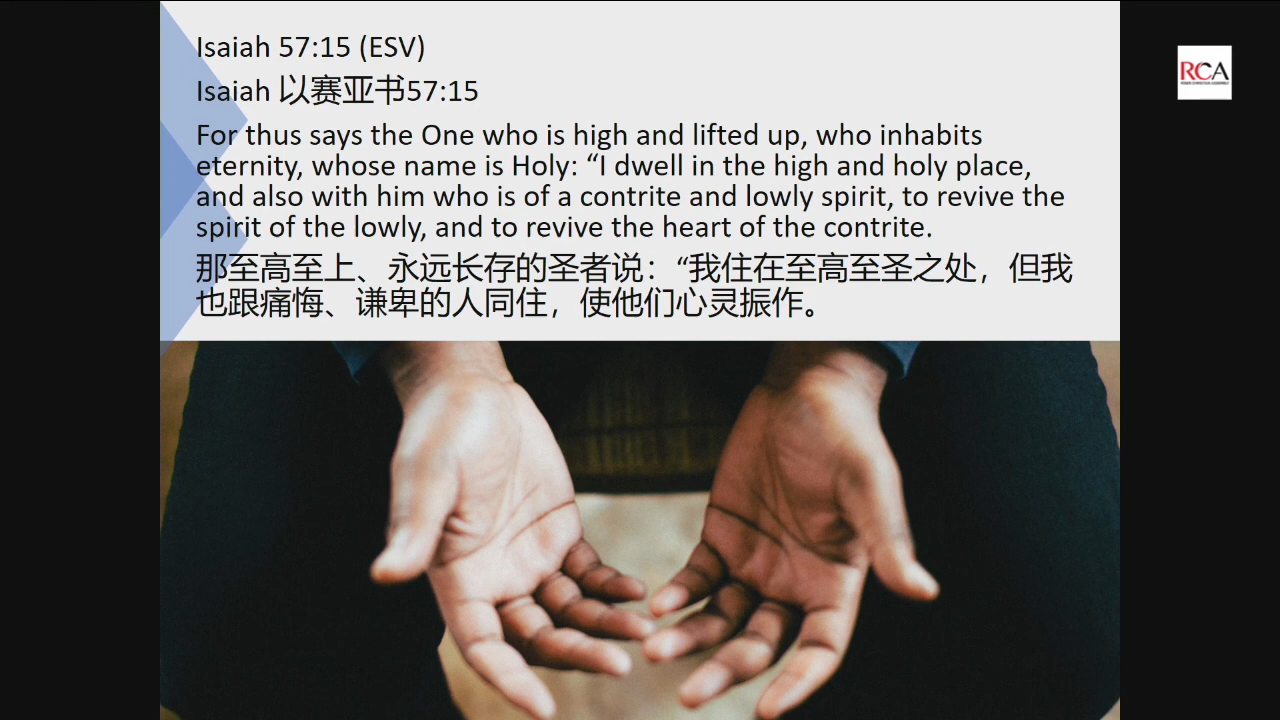 Isaiah 57:15 (ESV)
Isaiah 以赛亚书57:15
For thus says the One who is high and lifted up, who inhabits
eternity, whose name is Holy: “I dwell in the high and holy place,
and also with him who is of a contrite and lowly spirit, to revive the
spirit of the lowly, and to revive the heart of the contrite.
那至高至上、永远长存的圣者说：“我住在至高至圣之处，但我
也跟痛悔、谦卑的人同住，使他们心灵振作。
RCA